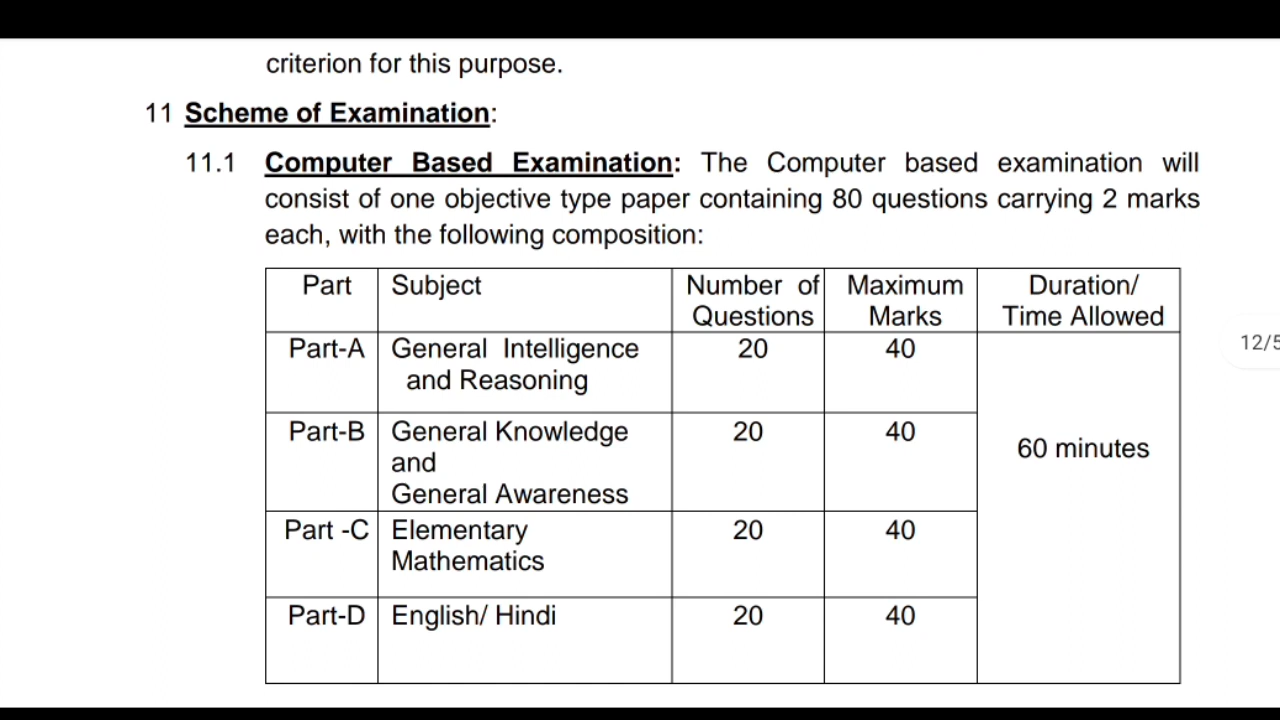 criterion for this purpose.
11 Scheme of Examination:
11.1 Computer Based Examination: The Computer based examination will
consist of one objective type paper containing 80 questions carrying 2 marks
each, with the following composition:
Part Subject Number of Maximum Duration/
Questions Marks Time Allowed
Part-A General Intelligence 20 40
and Reasoning
Part-B General Knowledge 20 40
and
General Awareness
60 minutes
Part -C Elementary 20 40
Mathematics
Part-D English/ Hindi 20 40
12/5